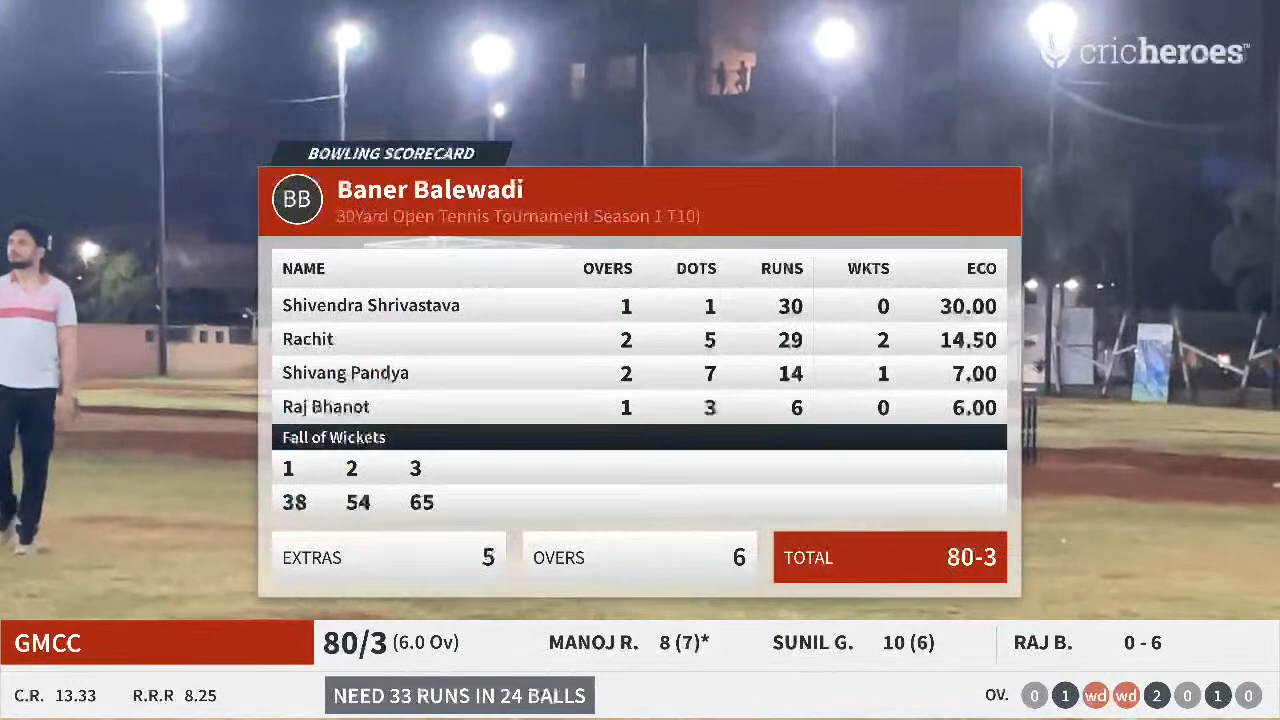 cricheroes™
BOWLING SCORECARD
BB
Baner Balewadi
30Yard Open Tennis Tournament Season 1 T10)
NAME OVERS DOTS RUNS WKTS ECO
Shivendra Shrivastava 1 1 30 0 30.00
Rachit 2 5 29 2 14.50
Shivang Pandya 2 7 14 1 7.00
Raj Bhanot 1 3 6 0 6.00
Fall of Wickets
1 2 3
38 54 65
EXTRAS 5 OVERS 6 TOTAL 80-3
GMCC 80/3 (6.0 Ov) MANOJ R. 8 (7)* SUNIL G. 10 (6) RAJ B. 0 - 6
C.R. 13.33 R.R.R 8.25 NEED 33 RUNS IN 24 BALLS OV. 0 1 wd wd 2 0 1 0